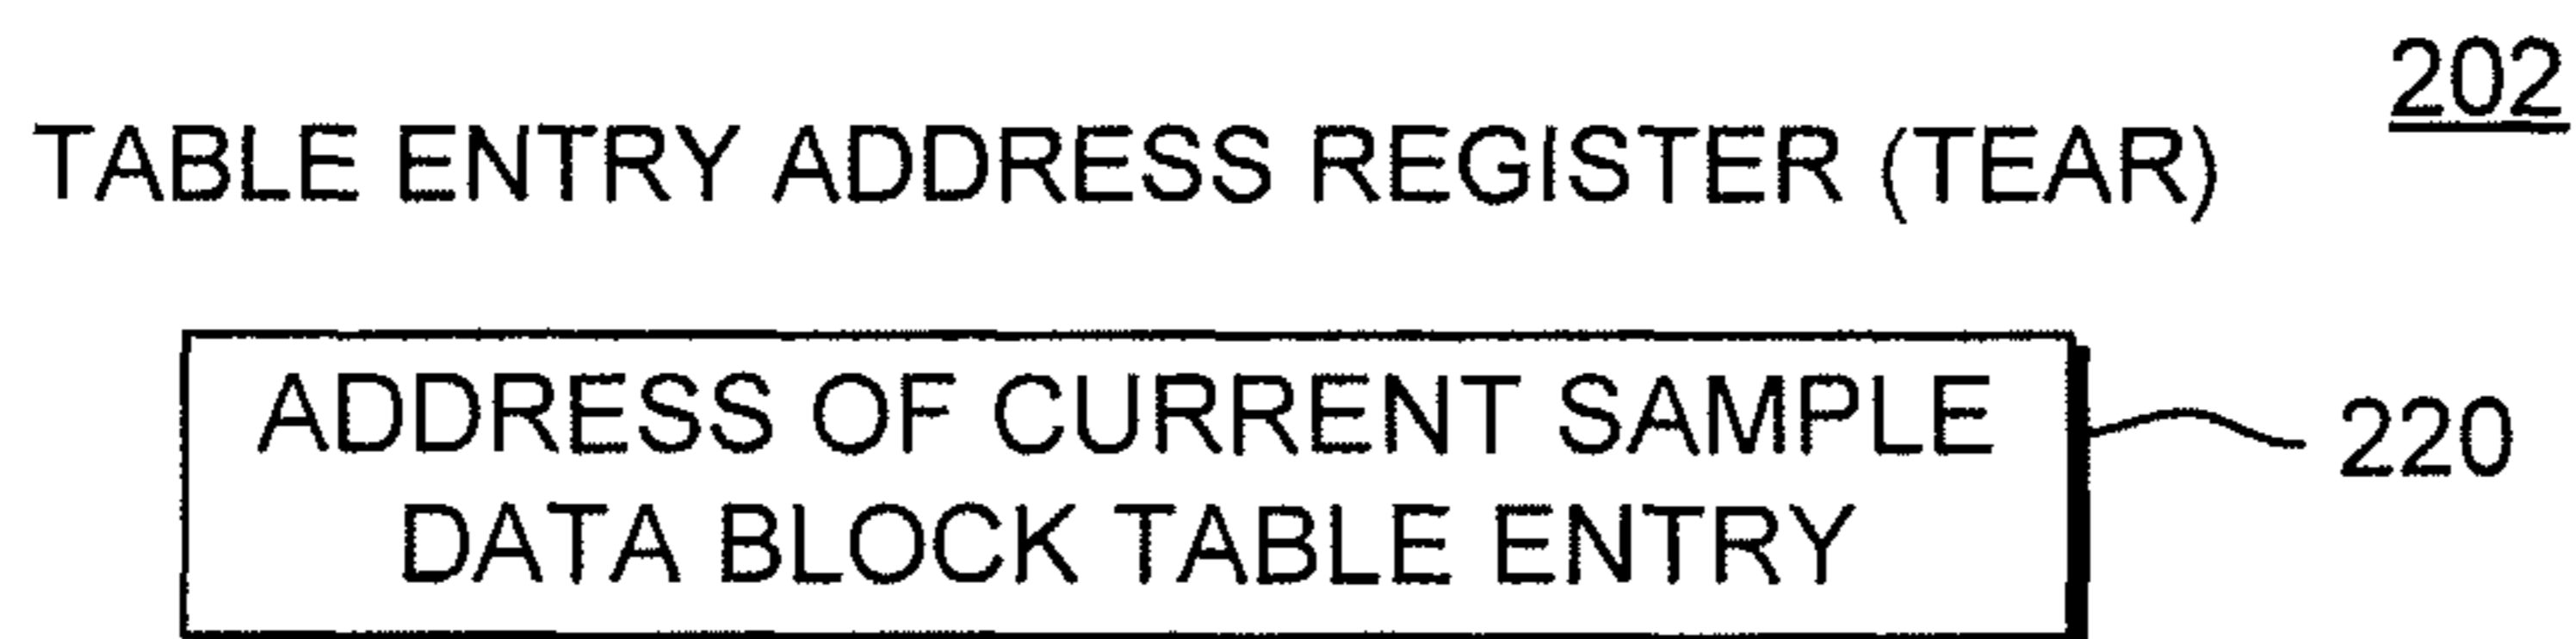 202
TABLE ENTRY ADDRESS REGISTER (TEAR)
ADDRESS OF CURRENT SAMPLE
DATA BLOCK TABLE ENTRY
220